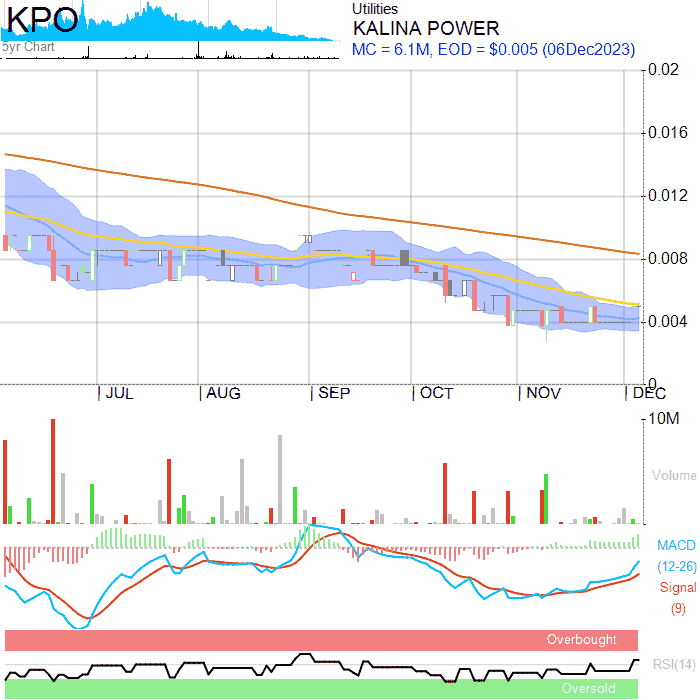 KPO
5yr Chart
Utilities
KALINA POWER
MC = 6.1M, EOD = $0.005 (06Dec2023)
0.02
0.016
0.012
0.008
0.004
0
JUL AUG SEP OCT NOV DEC
10M
Volume
MACD
(12-26)
Signal
(9)
Overbought
RSI(14)
Oversold